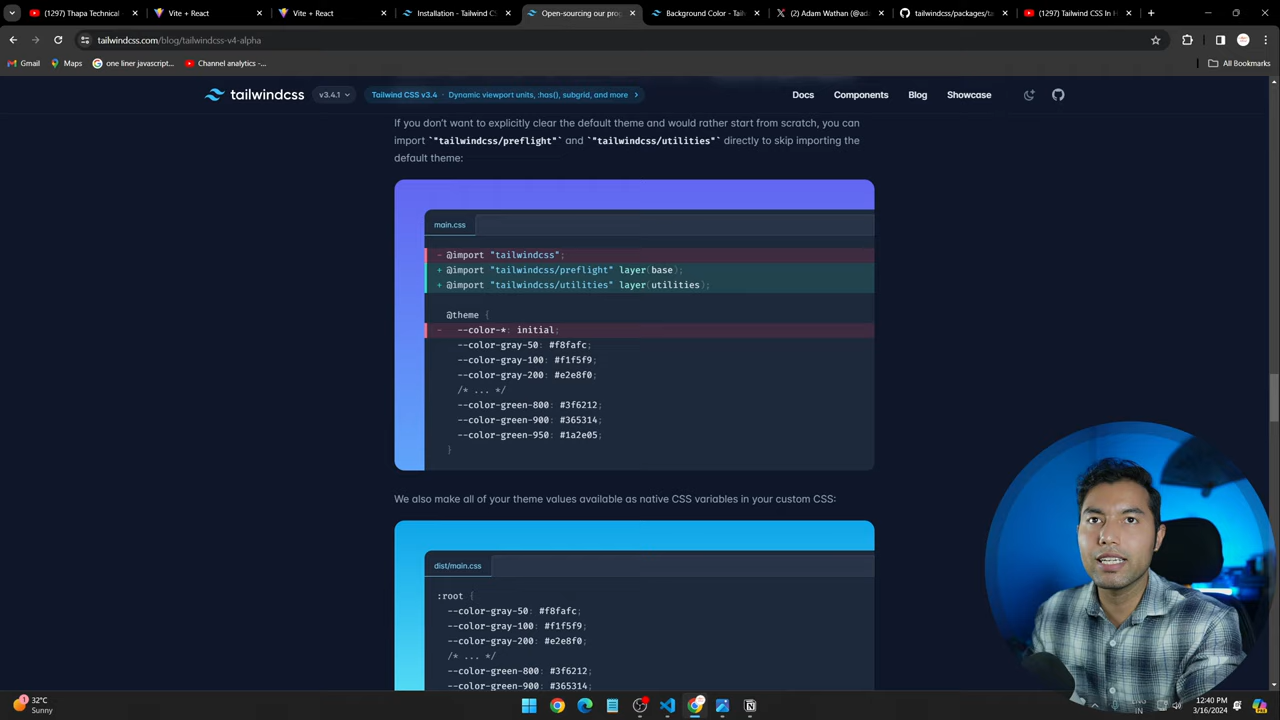 (1297) Thapa Technical
Vite + React
Vite + React
Installation - Tailwind C
Open-sourcing our prog
Background Color - Tail
(2) Adam Wathan (@ad
tailwindcss/packages/ta
(1297) Tailwind CSS In H
tailwindcss.com/blog/tailwindcss-v4-alpha
Gmail
Maps
one liner javascript...
Channel analytics -...
All Bookmarks
tailwindcss
v3.4.1
Tailwind CSS v3.4 · Dynamic viewport units, :has(), subgrid, and more
Docs
Components
Blog
Showcase
If you don't want to explicitly clear the default theme and would rather start from scratch, you can
import `"tailwindcss/preflight"` and `"tailwindcss/utilities"` directly to skip importing the
default theme:
main.css
- @import "tailwindcss";
+ @import "tailwindcss/preflight" layer(base);
+ @import "tailwindcss/utilities" layer(utilities);
@theme {
- --color-*: initial;
--color-gray-50: #f8fafc;
--color-gray-100: #f1f5f9;
--color-gray-200: #e2e8f0;
/* ... */
--color-green-800: #3f6212;
--color-green-900: #365314;
--color-green-950: #1a2e05;
}
We also make all of your theme values available as native CSS variables in your custom CSS:
dist/main.css
:root {
--color-gray-50: #f8fafc;
--color-gray-100: #f1f5f9;
--color-gray-200: #e2e8f0;
/* ... */
--color-green-800: #3f6212;
--color-green-900: #365314;
1
32°C
Sunny
ENG
IN
12:40 PM
3/16/2024